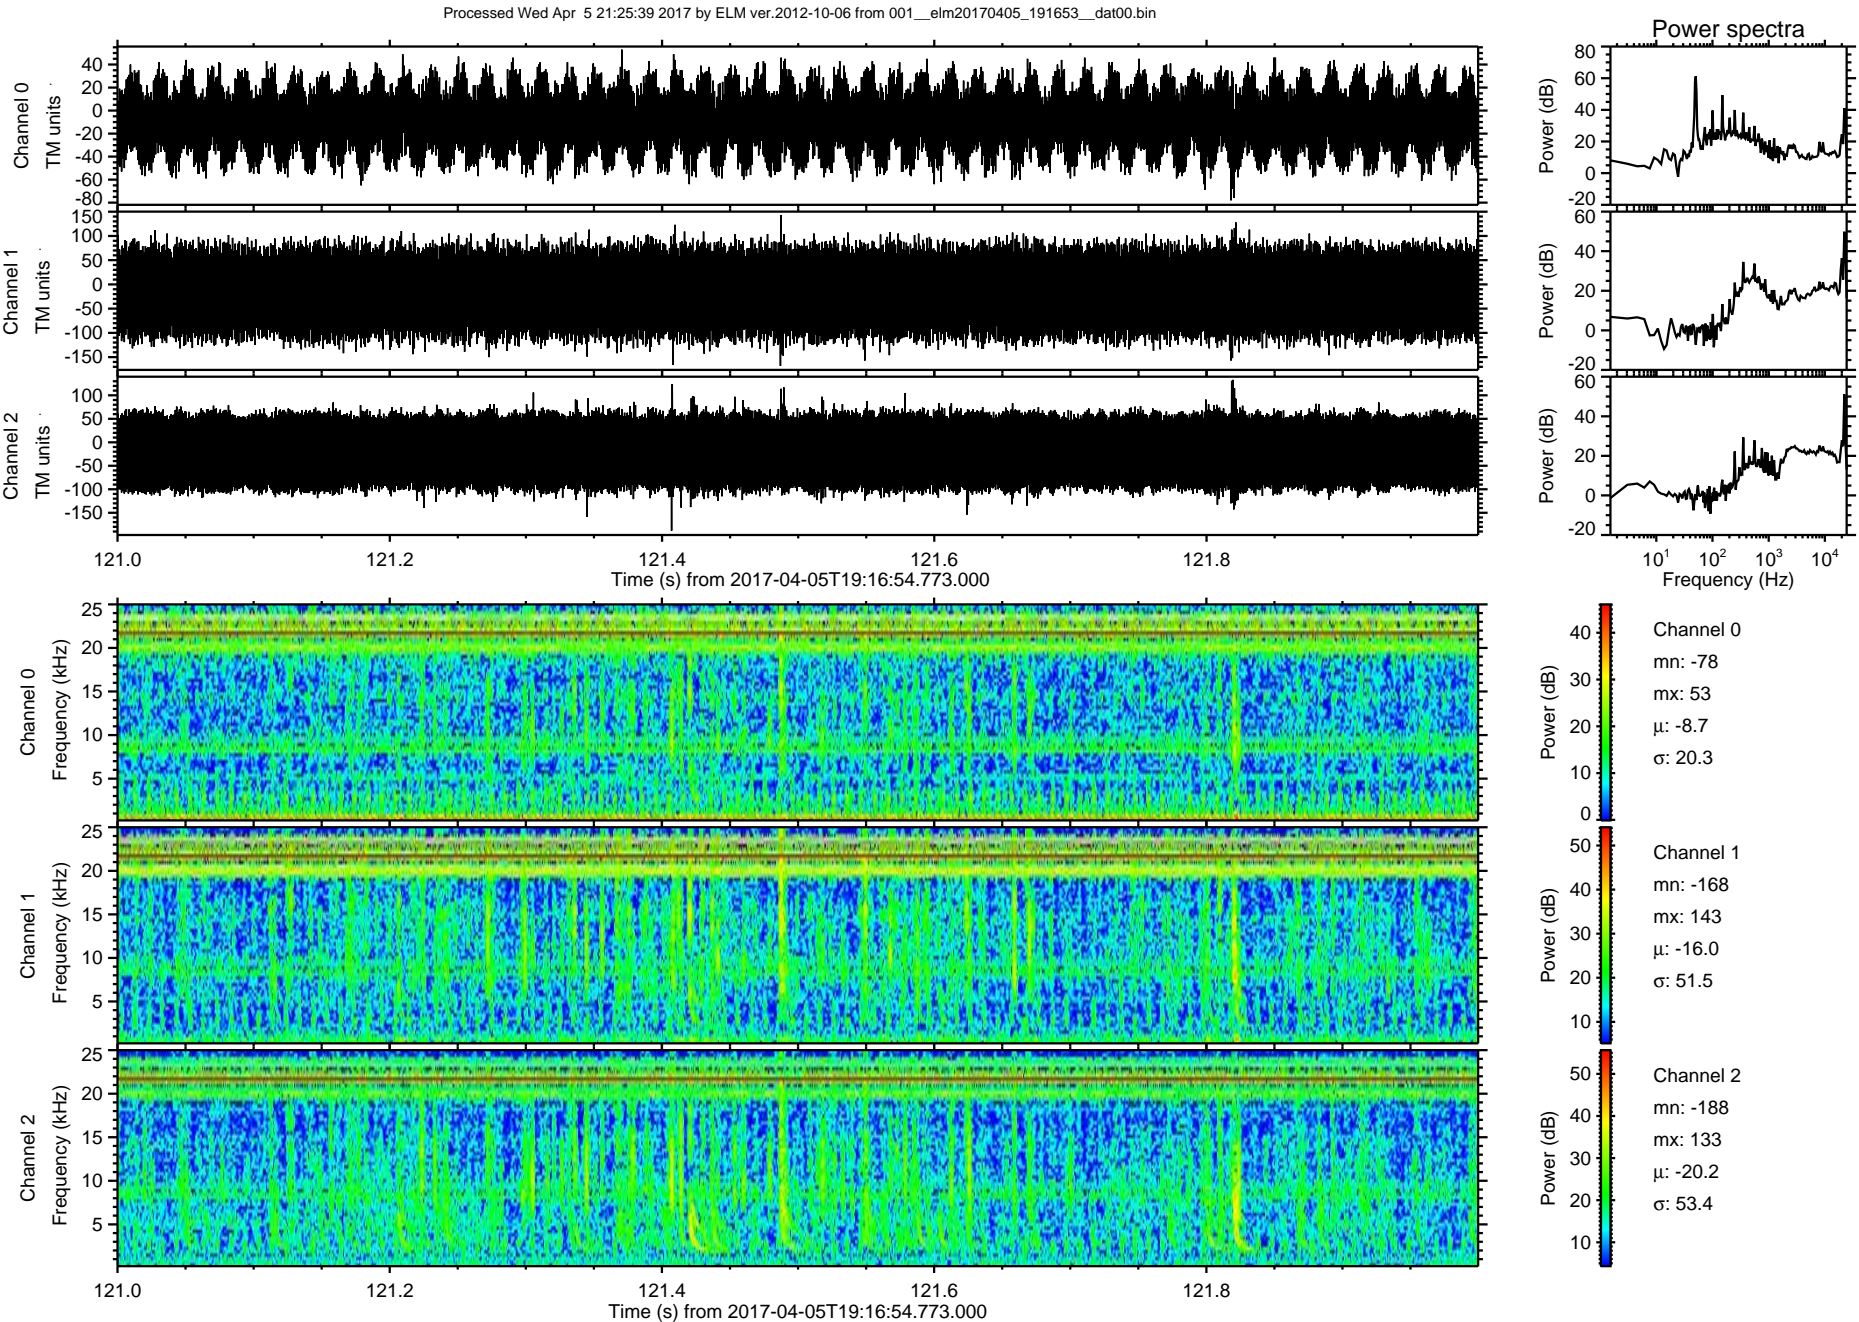 Processed Wed Apr  5 21:25:39 2017 by ELM ver.2012-10-06 from 001__elm20170405_191653__dat00.bin
Power spectra
Channel 0
TM units
40
20
0
-20
-40
-60
-80
Power (dB)
80
60
40
20
0
-20
Channel 1
TM units
150
100
50
0
-50
-100
-150
Power (dB)
60
40
20
0
-20
Channel 2
TM units
100
50
0
-50
-100
-150
Power (dB)
60
40
20
0
-20
121.0 121.2 121.4 121.6 121.8
Time (s) from 2017-04-05T19:16:54.773.000
10^1 10^2 10^3 10^4
Frequency (Hz)
Channel 0
Frequency (kHz)
25
20
15
10
5
Power (dB)
40
30
20
10
0
Channel 0
mn: -78
mx: 53
μ: -8.7
σ: 20.3
Channel 1
Frequency (kHz)
25
20
15
10
5
Power (dB)
50
40
30
20
10
Channel 1
mn: -168
mx: 143
μ: -16.0
σ: 51.5
Channel 2
Frequency (kHz)
25
20
15
10
5
Power (dB)
50
40
30
20
10
Channel 2
mn: -188
mx: 133
μ: -20.2
σ: 53.4
121.0 121.2 121.4 121.6 121.8
Time (s) from 2017-04-05T19:16:54.773.000